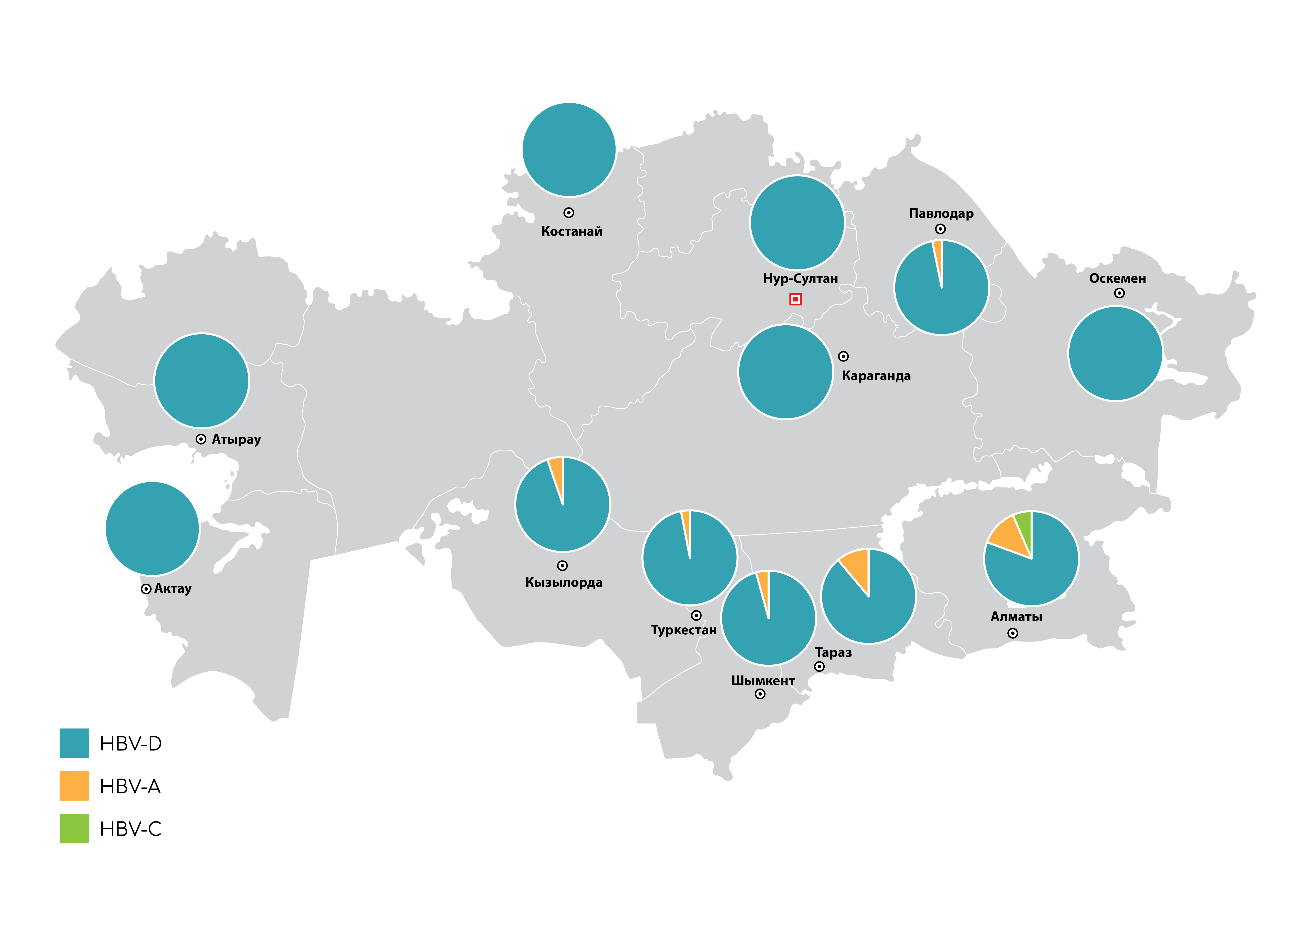 Костанай
Павлодар
Нур-Султан
Оскемен
Караганда
Атырау
Кызылорда
Актау
Алматы
Туркестан
Тараз
Шымкент
HBV-D
HBV-A
HBV-C